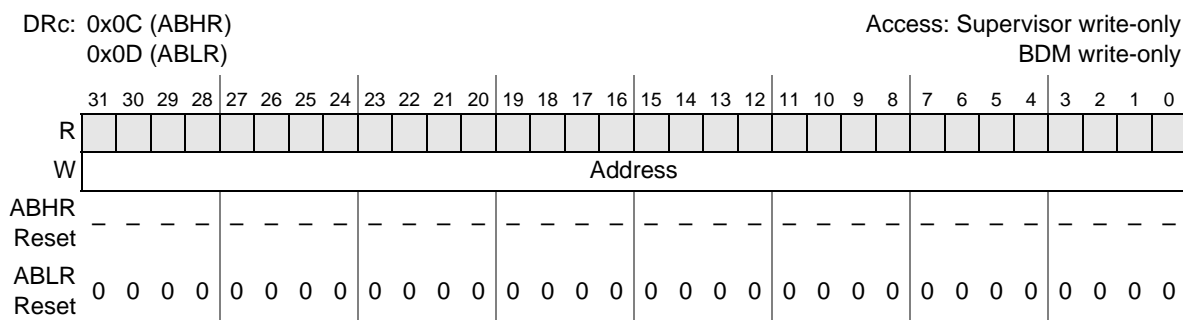 DRc: 0x0C (ABHR) Access: Supervisor write-only
0x0D (ABLR) BDM write-only
31 30 29 28 27 26 25 24 23 22 21 20 19 18 17 16 15 14 13 12 11 10 9 8 7 6 5 4 3 2 1 0
R
W Address
ABHR
Reset – – – – – – – – – – – – – – – – – – – – – – – – – – – – – – – –
ABLR
Reset 0 0 0 0 0 0 0 0 0 0 0 0 0 0 0 0 0 0 0 0 0 0 0 0 0 0 0 0 0 0 0 0